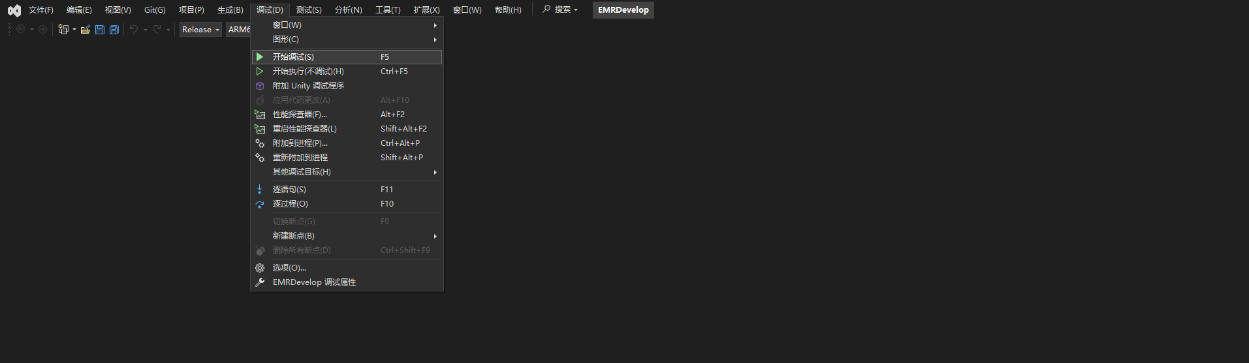 文件(F) 编辑(E) 视图(V) Git(G) 项目(P) 生成(B) 调试(D) 测试(S) 分析(N) 工具(T) 扩展(X) 窗口(W) 帮助(H) 搜索 EMRDevelop
Release ARM6
窗口(W)
图形(C)
开始调试(S) F5
开始执行(不调试)(H) Ctrl+F5
附加 Unity 调试程序
应用代码更改(A) Alt+F10
性能探查器(F)... Alt+F2
重启性能探查器(L) Shift+Alt+F2
附加到进程(P)... Ctrl+Alt+P
重新附加到进程 Shift+Alt+P
其他调试目标(H)
逐语句(S) F11
逐过程(O) F10
切换断点(G) F9
新建断点(B)
删除所有断点(D) Ctrl+Shift+F9
选项(O)...
EMRDevelop 调试属性